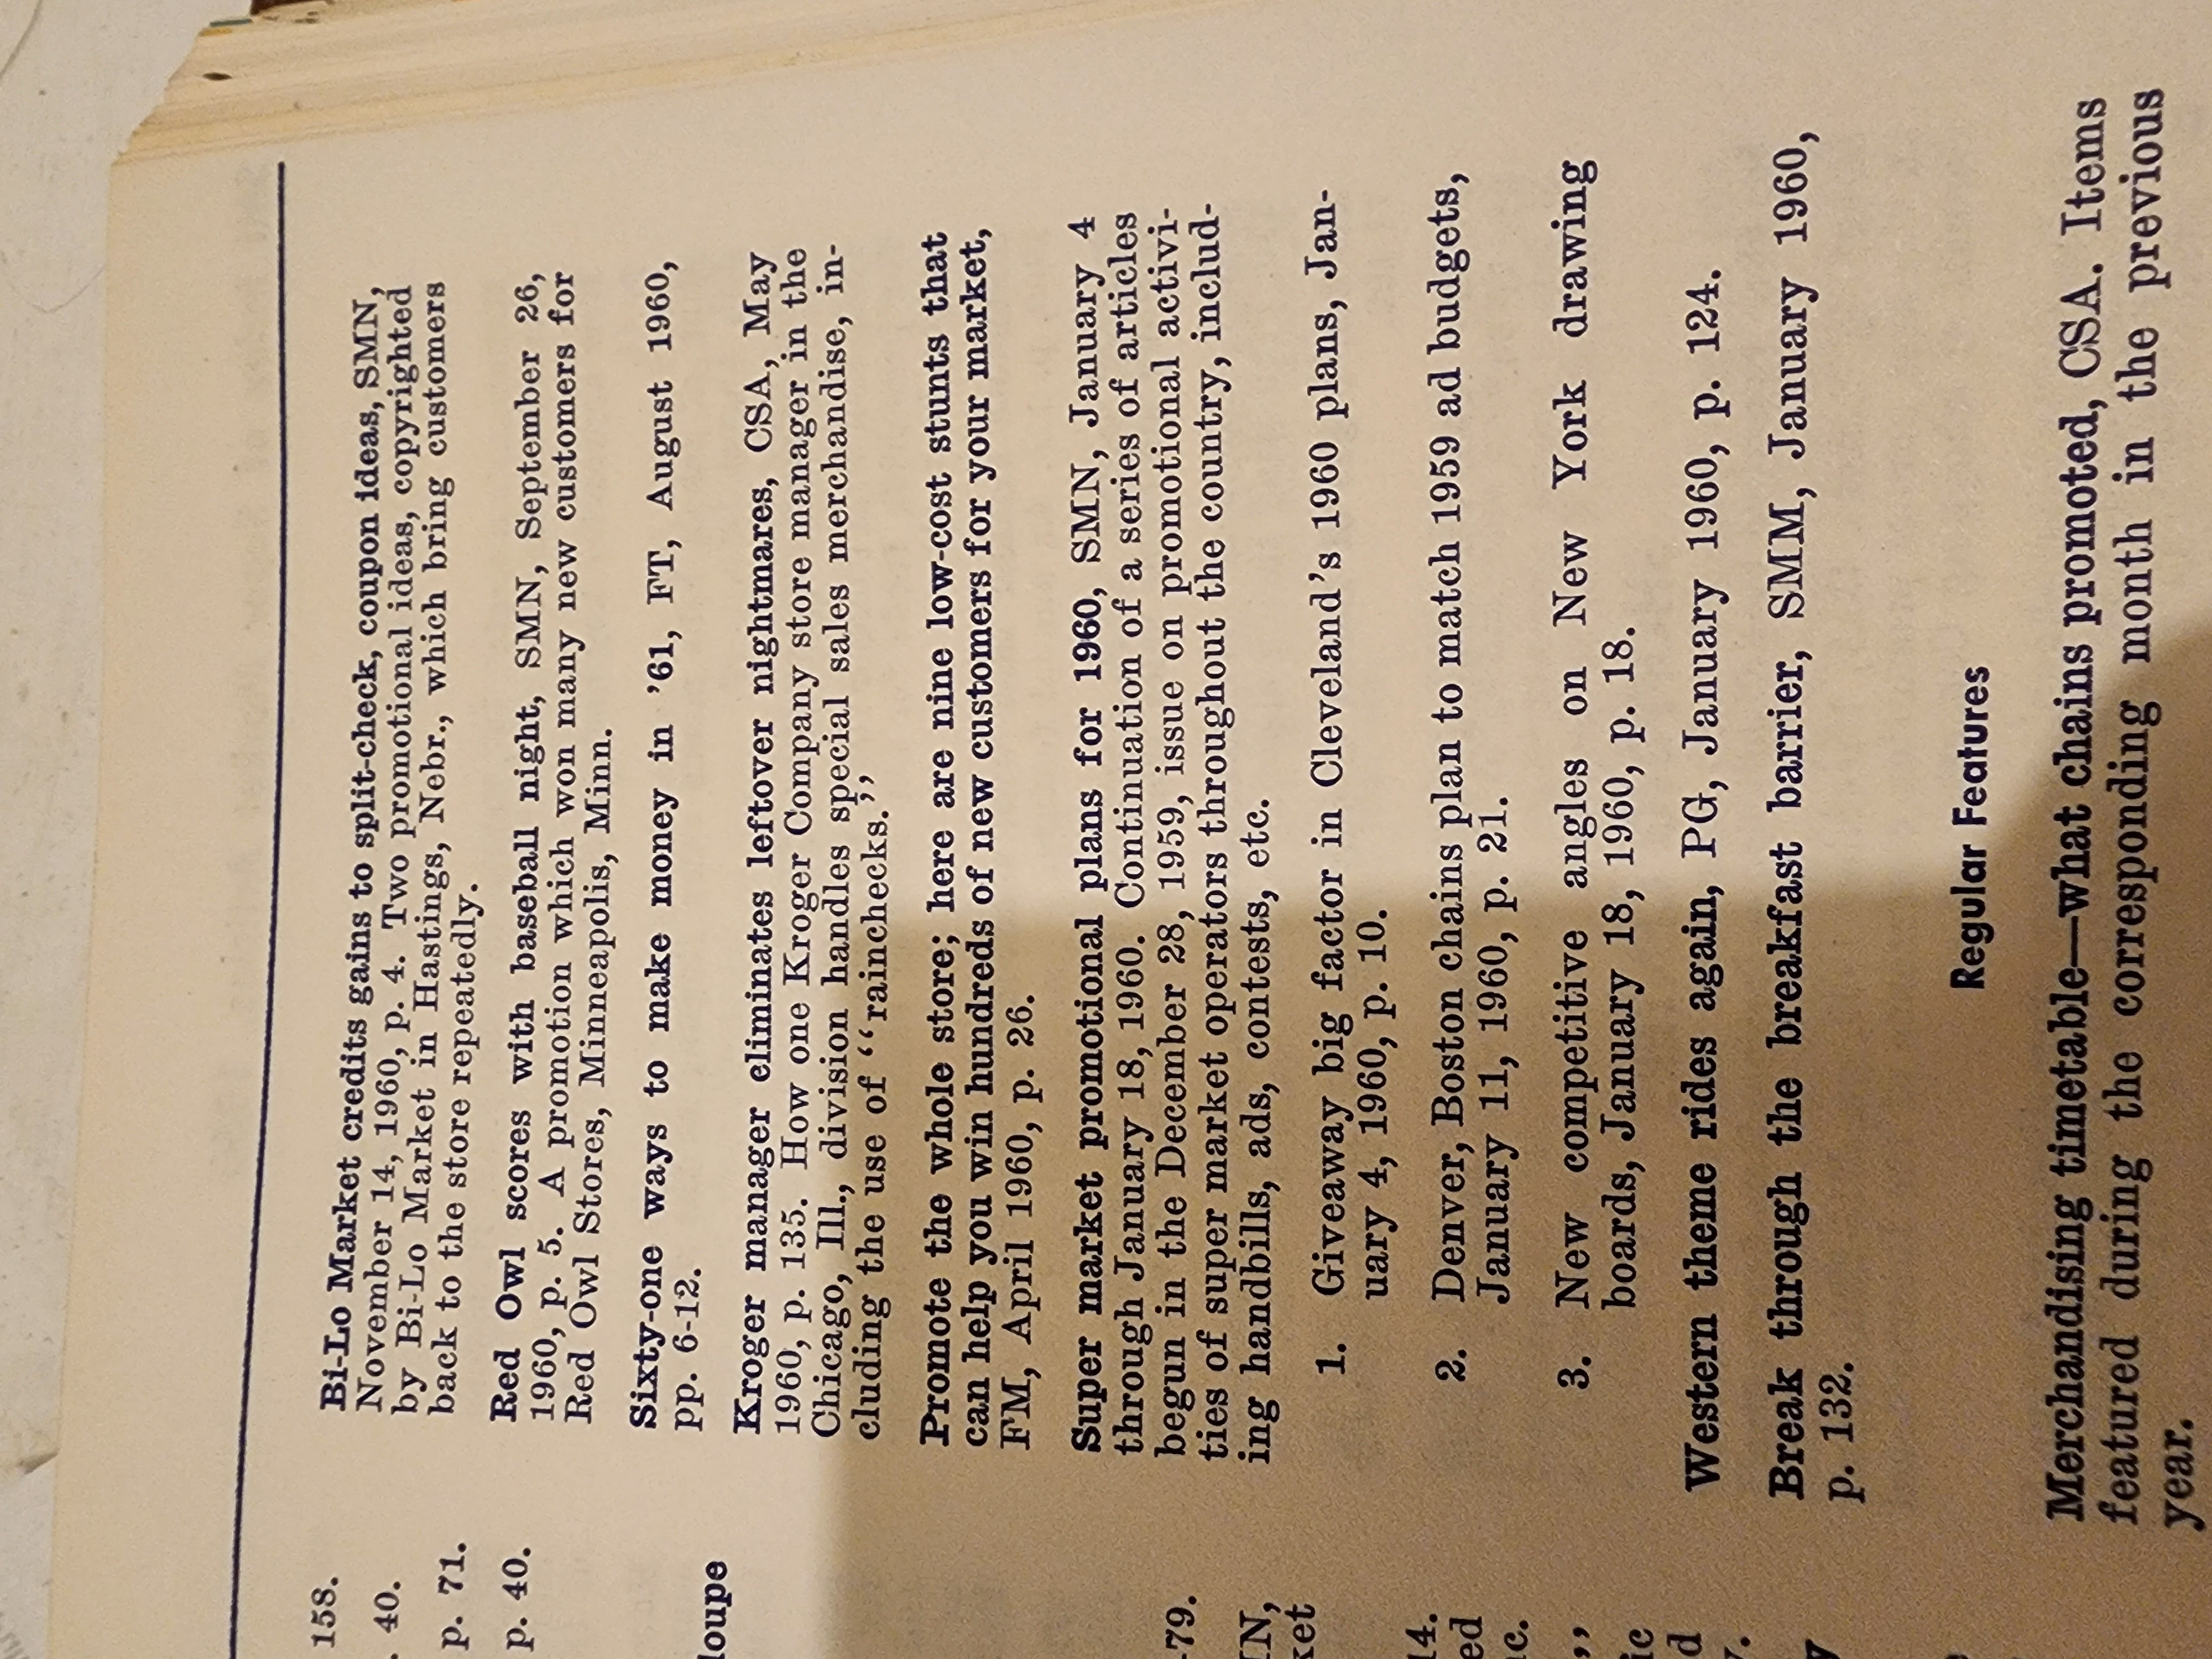 158.
40.
p. 71.
p. 40.
loupe
-79.
14.
Bi-Lo Market credits gains to split-check, coupon ideas, SMN,
November 14, 1960, p. 4. Two promotional ideas, copyrighted
by Bi-Lo Market in Hastings, Nebr., which bring customers
back to the store repeatedly.
Red Owl scores with baseball night, SMN, September 26,
1960, p. 5. A promotion which won many new customers for
Red Owl Stores, Minneapolis, Minn.
Sixty-one ways to make money in '61, FT, August 1960,
pp. 6-12.
Kroger manager eliminates leftover nightmares, CSA, May
1960, p. 135. How one Kroger Company store manager in the
Chicago, Ill., division handles special sales merchandise, in-
cluding the use of "rainchecks."
Promote the whole store; here are nine low-cost stunts that
can help you win hundreds of new customers for your market,
FM, April 1960, p. 26.
Super market promotional plans for 1960, SMN, January 4
through January 18, 1960. Continuation of a series of articles
begun in the December 28, 1959, issue on promotional activi-
ties of super market operators throughout the country, includ-
ing handbills, ads, contests, etc.
1. Giveaway big factor in Cleveland's 1960 plans, Jan-
uary 4, 1960, p. 10.
2. Denver, Boston chains plan to match 1959 ad budgets,
January 11, 1960, p. 21.
3. New competitive angles on New York drawing
boards, January 18, 1960, p. 18.
Western theme rides again, PG, January 1960, p. 124.
Break through the breakfast barrier, SMM, January 1960,
p. 132.
Regular Features
Merchandising timetable—what chains promoted, CSA. Items
featured during the corresponding month in the previous
year.